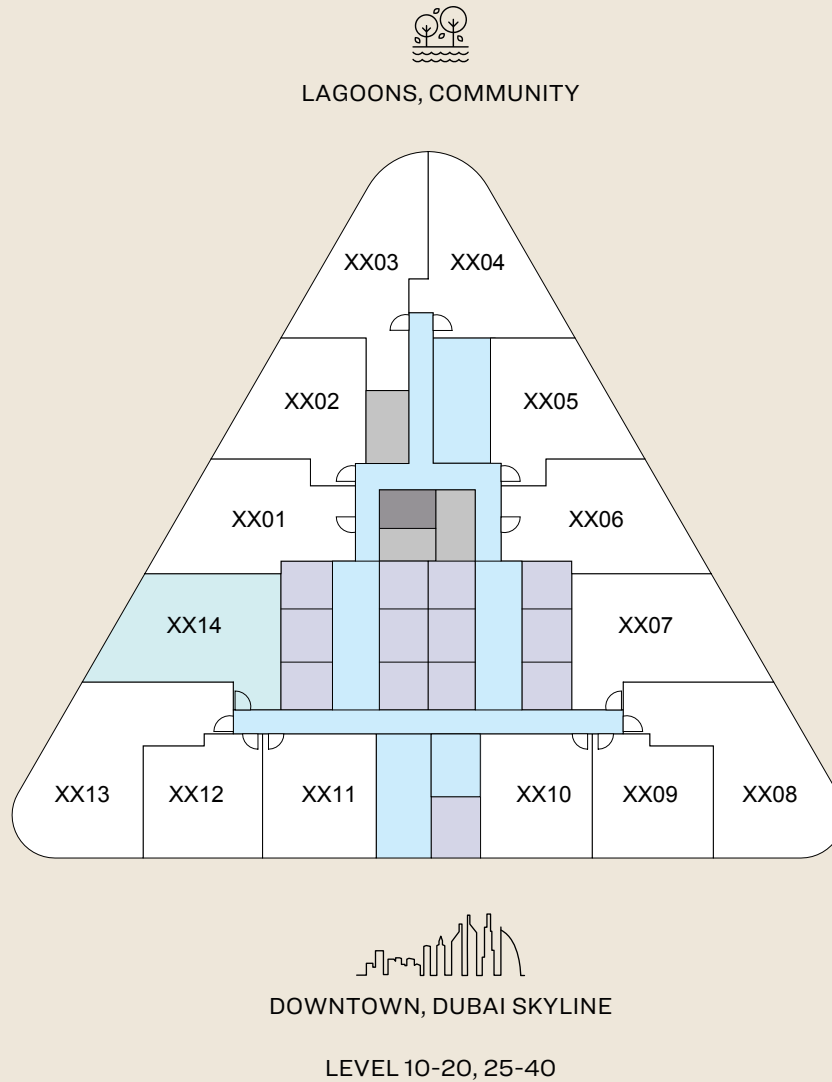 LAGOONS, COMMUNITY
XX03 XX04
XX02 XX05
XX01 XX06
XX14 XX07
XX13 XX12 XX11 XX10 XX09 XX08
DOWNTOWN, DUBAI SKYLINE
LEVEL 10-20, 25-40